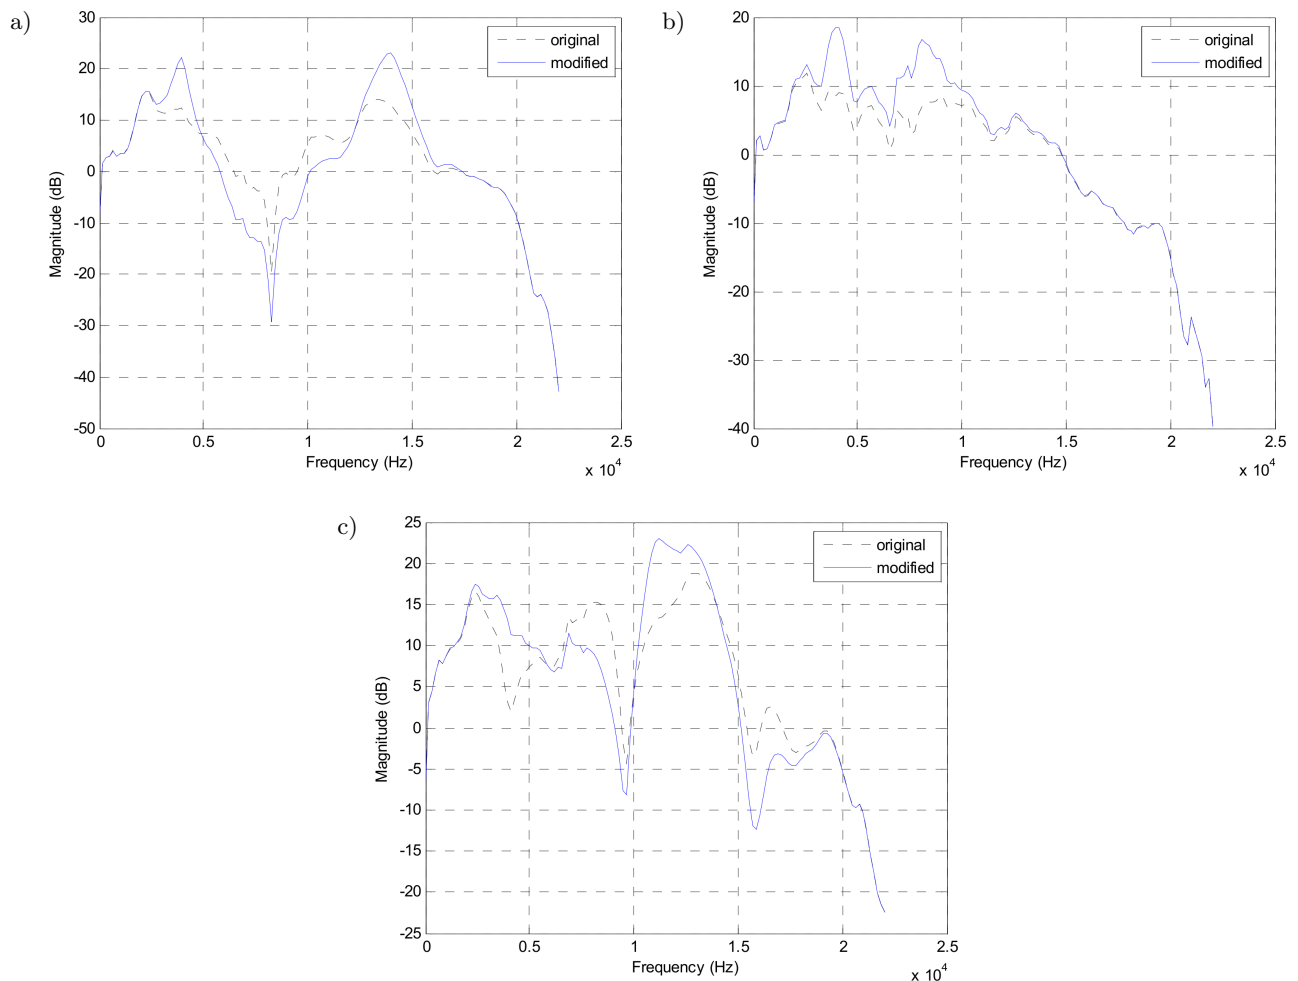 a)
30
20
10
0
-10
-20
-30
-40
-50
Magnitude (dB)
original
modified
0 0.5 1 1.5 2 2.5
Frequency (Hz)
x 10^4
b)
20
10
0
-10
-20
-30
-40
Magnitude (dB)
original
modified
0 0.5 1 1.5 2 2.5
Frequency (Hz)
x 10^4
c)
25
20
15
10
5
0
-5
-10
-15
-20
-25
Magnitude (dB)
original
modified
0 0.5 1 1.5 2 2.5
Frequency (Hz)
x 10^4